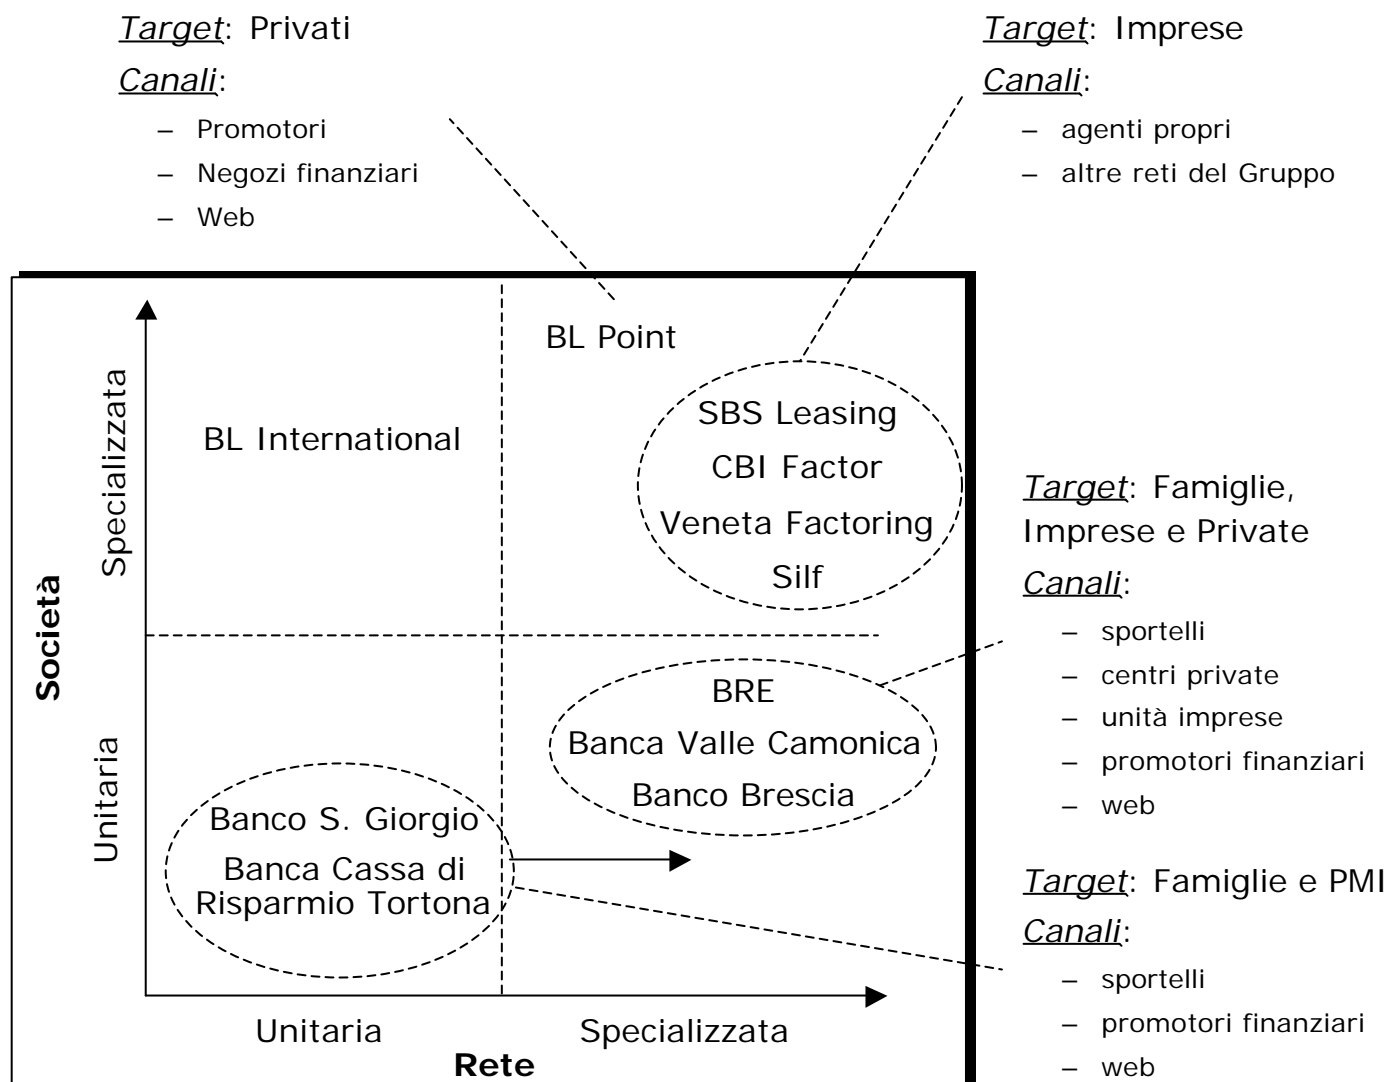 Target: Privati
Canali:
– Promotori
– Negozi finanziari
– Web
Target: Imprese
Canali:
– agenti propri
– altre reti del Gruppo
Società
Specializzata
Unitaria
BL Point
BL International
SBS Leasing
CBI Factor
Veneta Factoring
Silf
BRE
Banca Valle Camonica
Banco Brescia
Banco S. Giorgio
Banca Cassa di
Risparmio Tortona
Unitaria
Specializzata
Rete
Target: Famiglie,
Imprese e Private
Canali:
– sportelli
– centri private
– unità imprese
– promotori finanziari
– web
Target: Famiglie e PMI
Canali:
– sportelli
– promotori finanziari
– web